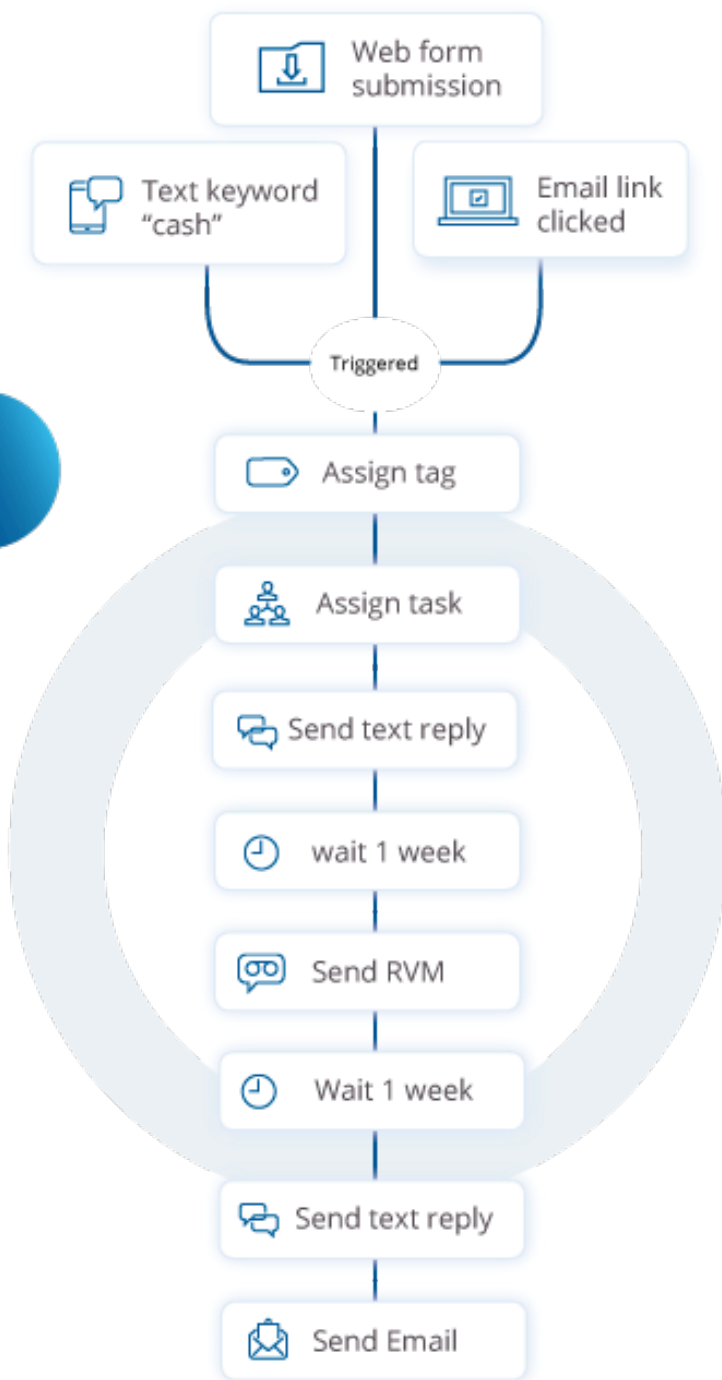 Web form
submission
Text keyword
“cash”
Email link
clicked
Triggered
Assign tag
Assign task
Send text reply
wait 1 week
Send RVM
Wait 1 week
Send text reply
Send Email